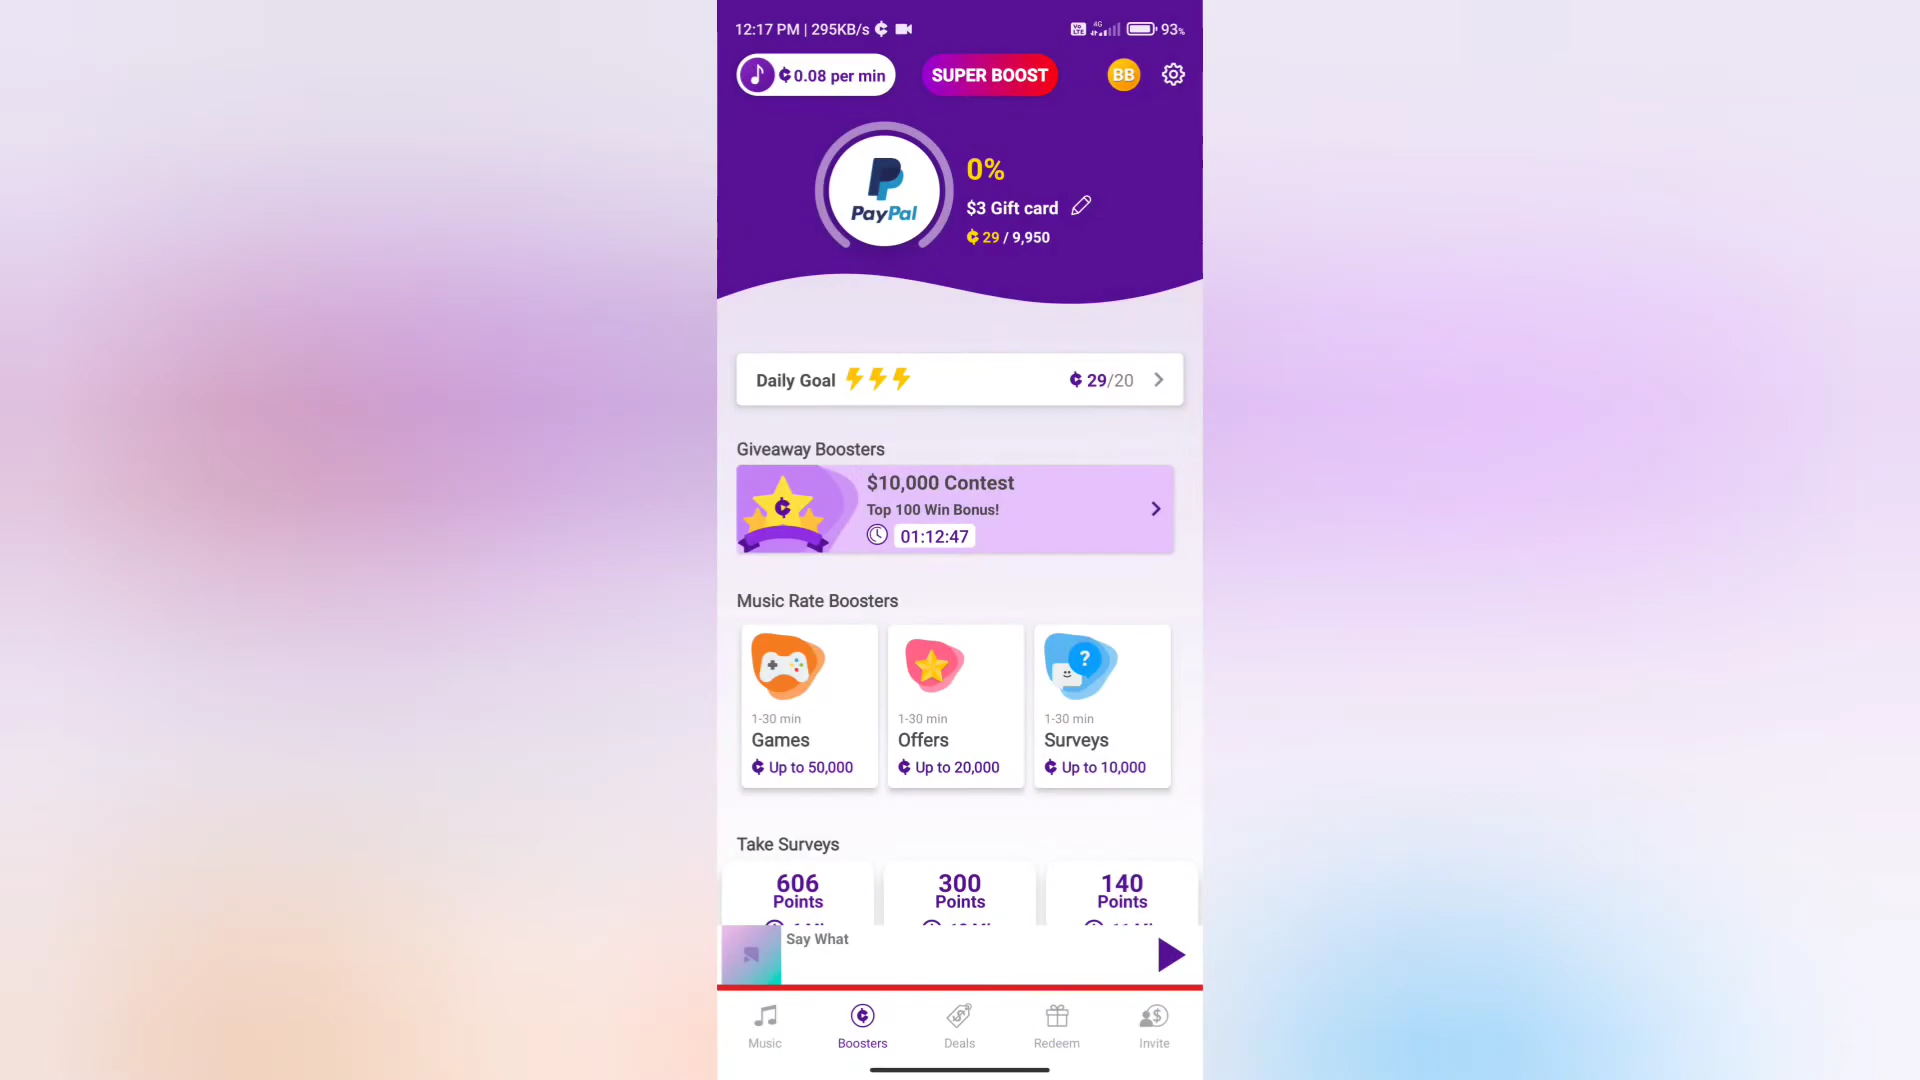 12:17 PM | 295KB/s
4G
93%
0.08 per min
SUPER BOOST
BB
PayPal
0%
$3 Gift card
29 / 9,950
Daily Goal
29/20
Giveaway Boosters
$10,000 Contest
Top 100 Win Bonus!
01:12:47
Music Rate Boosters
1-30 min
Games
Up to 50,000
1-30 min
Offers
Up to 20,000
1-30 min
Surveys
Up to 10,000
Take Surveys
606
Points
300
Points
140
Points
Say What
Music
Boosters
Deals
Redeem
Invite